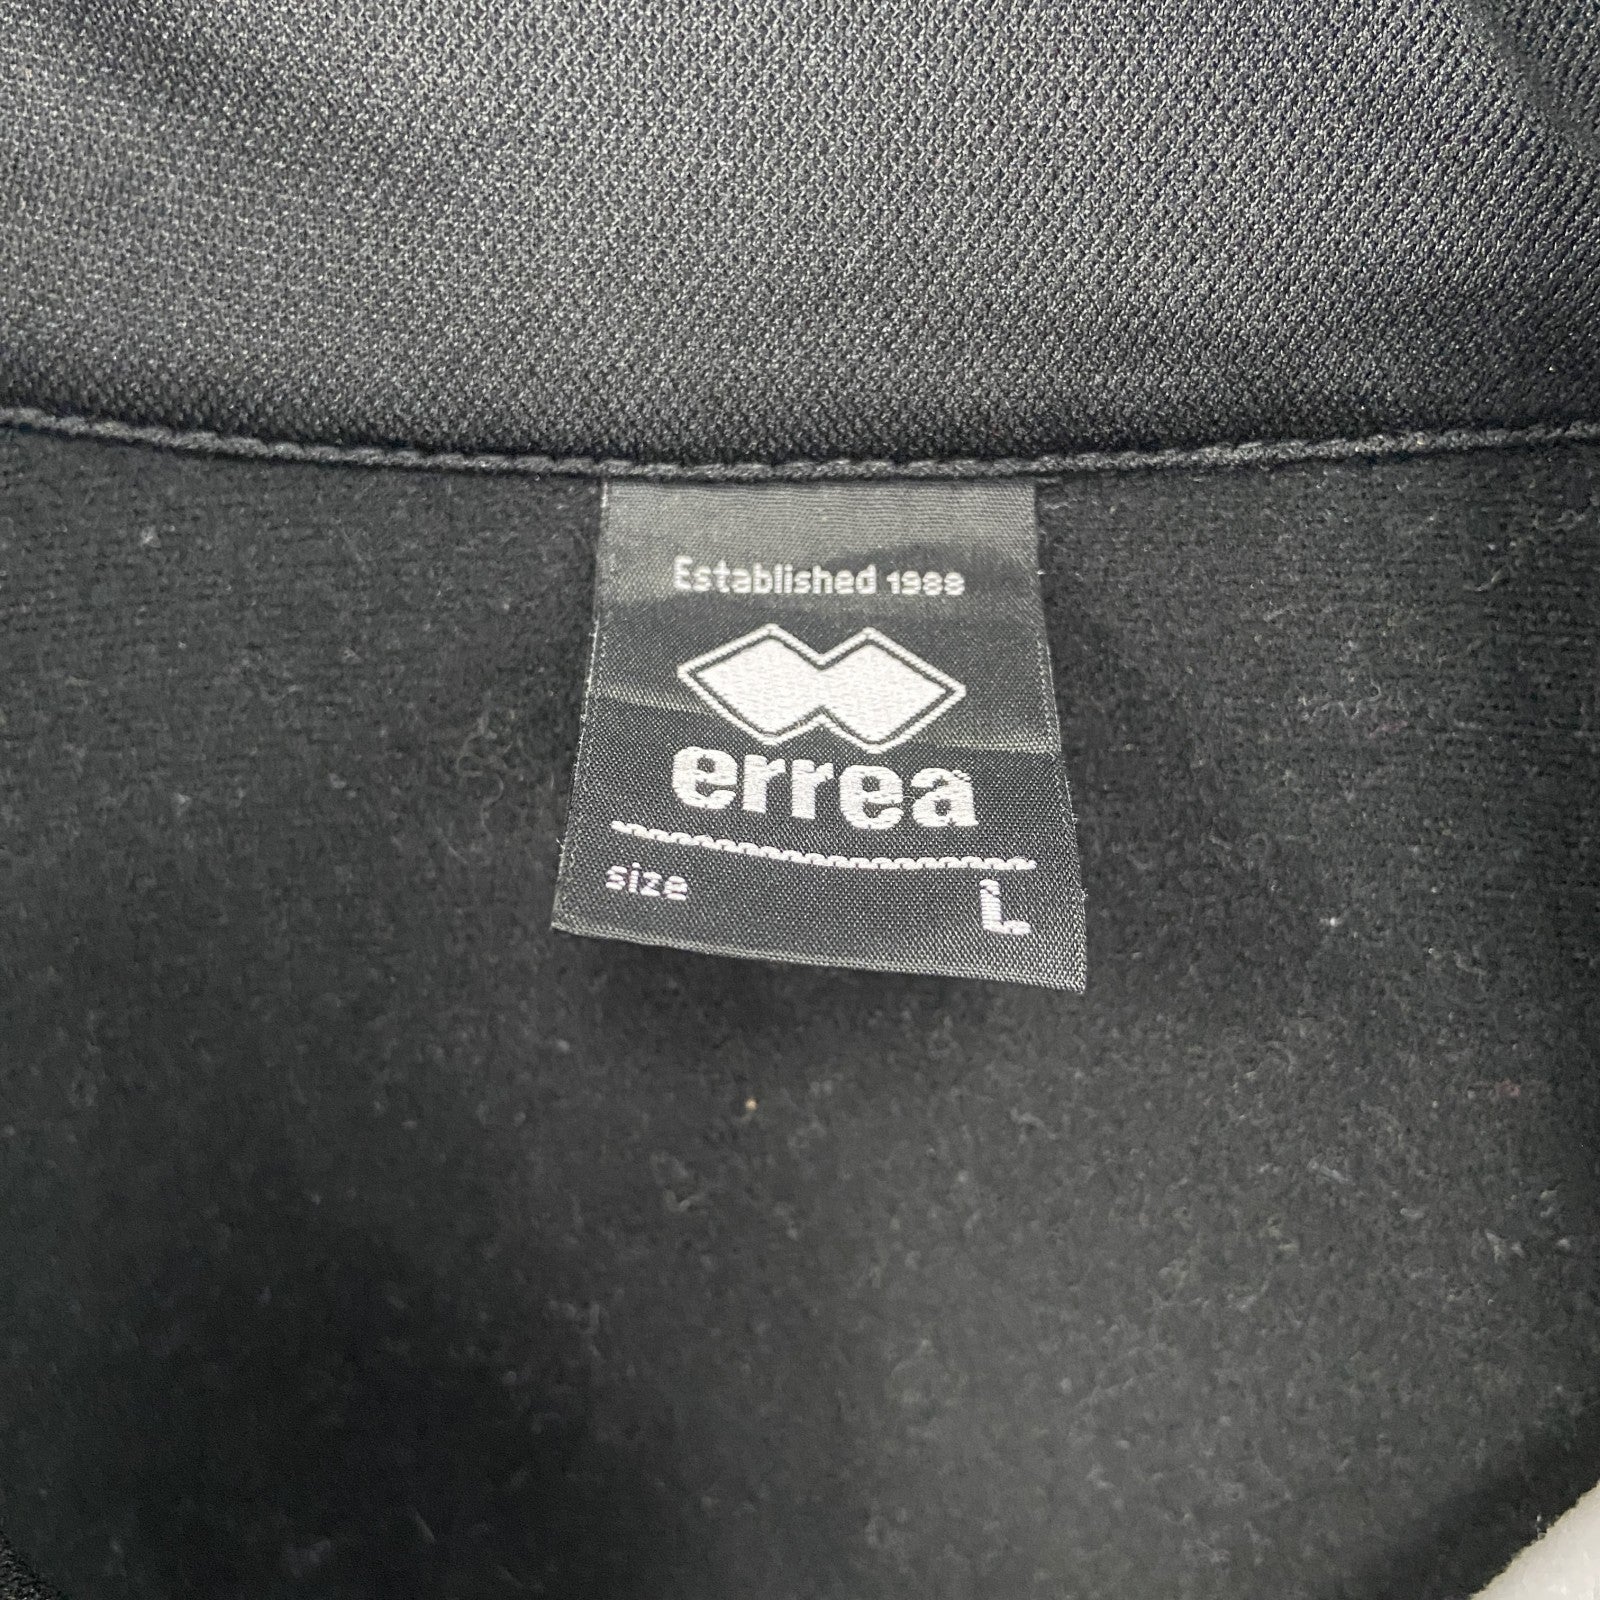 Established 1988
errea
size L